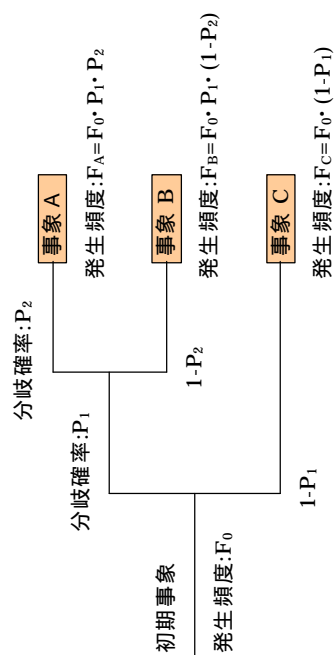 初期事象
発生頻度:F₀
分岐確率:P₁
1-P₁
分岐確率:P₂
1-P₂
事象 A
発生頻度:F_A=F₀・P₁・P₂
事象 B
発生頻度:F_B=F₀・P₁・(1-P₂)
事象 C
発生頻度:F_C=F₀・(1-P₁)